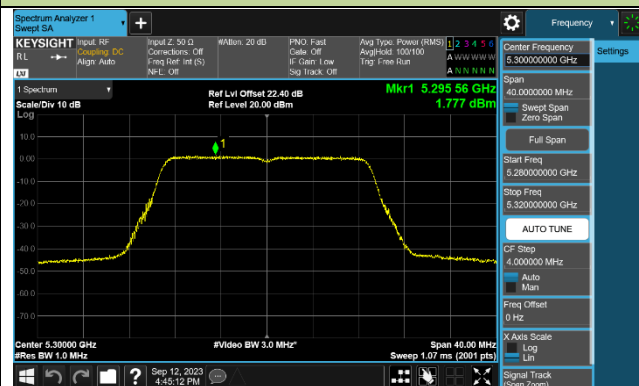 Spectrum Analyzer 1
Swept SA
Frequency
KEYSIGHT
Input: RF
Coupling: DC
Align: Auto
Input Z: 50 Ω
Corrections: Off
Freq Ref: Int (S)
NFE: Off
#Atten: 20 dB
PNO: Fast
Gate: Off
IF Gain: Low
Sig Track: Off
Avg Type: Power (RMS)
Avg|Hold: 100/100
Trig: Free Run
1 2 3 4 5 6
A W W W W W
A N N N N N
RL
LXI
1 Spectrum
Scale/Div 10 dB
Log
Ref Lvl Offset 22.40 dB
Ref Level 20.00 dBm
Mkr1 5.295 56 GHz
1.777 dBm
1
10.0
0.00
-10.0
-20.0
-30.0
-40.0
-50.0
-60.0
-70.0
Center 5.30000 GHz
#Res BW 1.0 MHz
#Video BW 3.0 MHz*
Span 40.00 MHz
Sweep 1.07 ms (2001 pts)
Sep 12, 2023
4:45:12 PM
Center Frequency
5.300000000 GHz
Settings
Span
40.0000000 MHz
Swept Span
Zero Span
Full Span
Start Freq
5.280000000 GHz
Stop Freq
5.320000000 GHz
AUTO TUNE
CF Step
4.000000 MHz
Auto
Man
Freq Offset
0 Hz
X Axis Scale
Log
Lin
Signal Track
(Span Zoom)